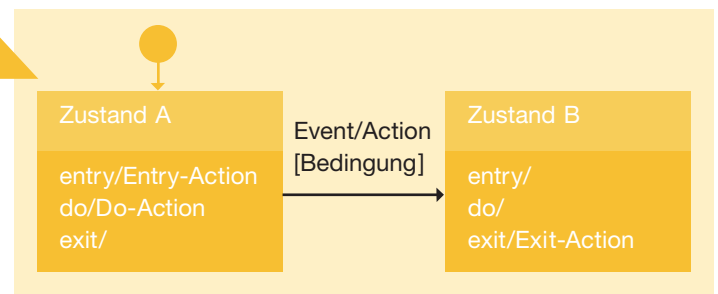 Zustand A
entry/Entry-Action
do/Do-Action
exit/
Event/Action
[Bedingung]
Zustand B
entry/
do/
exit/Exit-Action